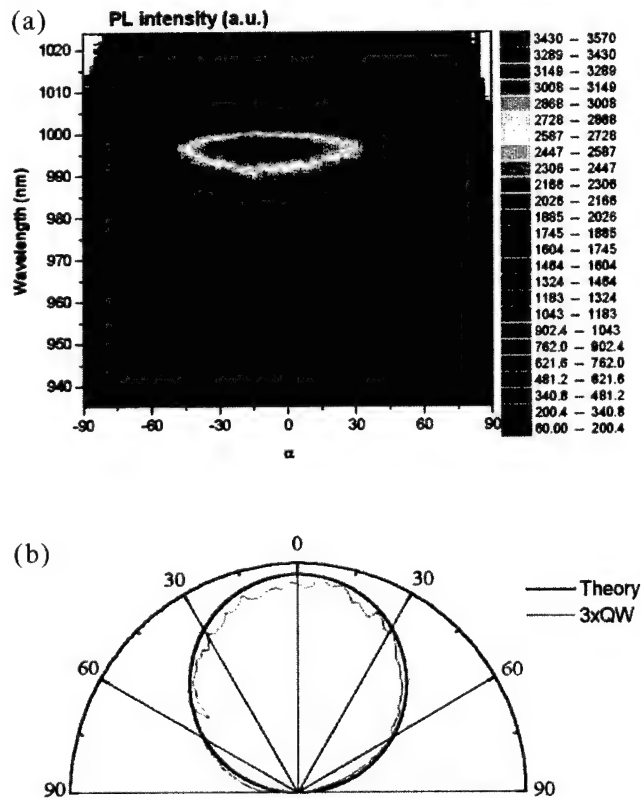 (a)
PL intensity (a.u.)
Wavelength (nm)
1020
1010
1000
990
980
970
960
950
940
-90
-60
-30
0
30
60
90
α
3430 – 3570
3289 – 3430
3149 – 3289
3008 – 3149
2868 – 3008
2728 – 2868
2587 – 2728
2447 – 2587
2306 – 2447
2166 – 2306
2026 – 2166
1885 – 2026
1745 – 1885
1604 – 1745
1464 – 1604
1324 – 1464
1183 – 1324
1043 – 1183
902.4 – 1043
762.0 – 902.4
621.6 – 762.0
481.2 – 621.6
340.8 – 481.2
200.4 – 340.8
60.00 – 200.4
(b)
0
30
30
60
60
90
90
Theory
3xQW